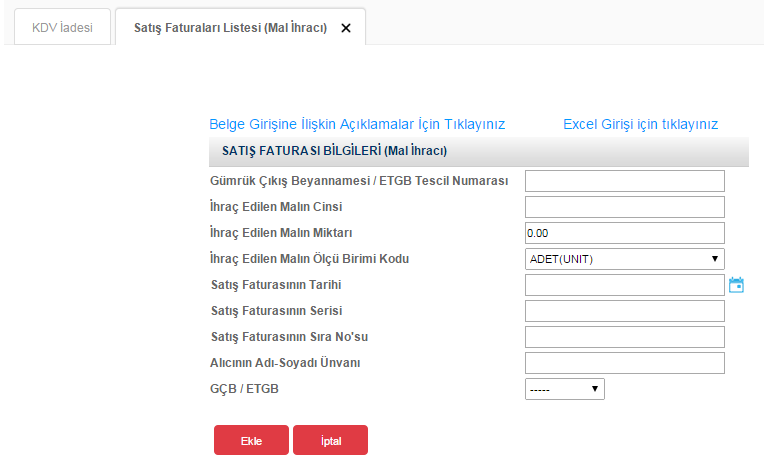 KDV İadesi
Satış Faturaları Listesi (Mal İhracı)
Belge Girişine İlişkin Açıklamalar İçin Tıklayınız
Excel Girişi için tıklayınız
SATIŞ FATURASI BİLGİLERİ (Mal İhracı)
Gümrük Çıkış Beyannamesi / ETGB Tescil Numarası
İhraç Edilen Malın Cinsi
İhraç Edilen Malın Miktarı 0.00
İhraç Edilen Malın Ölçü Birimi Kodu ADET(UNIT)
Satış Faturasının Tarihi
Satış Faturasının Serisi
Satış Faturasının Sıra No'su
Alıcının Adı-Soyadı Ünvanı
GÇB / ETGB -----
Ekle İptal